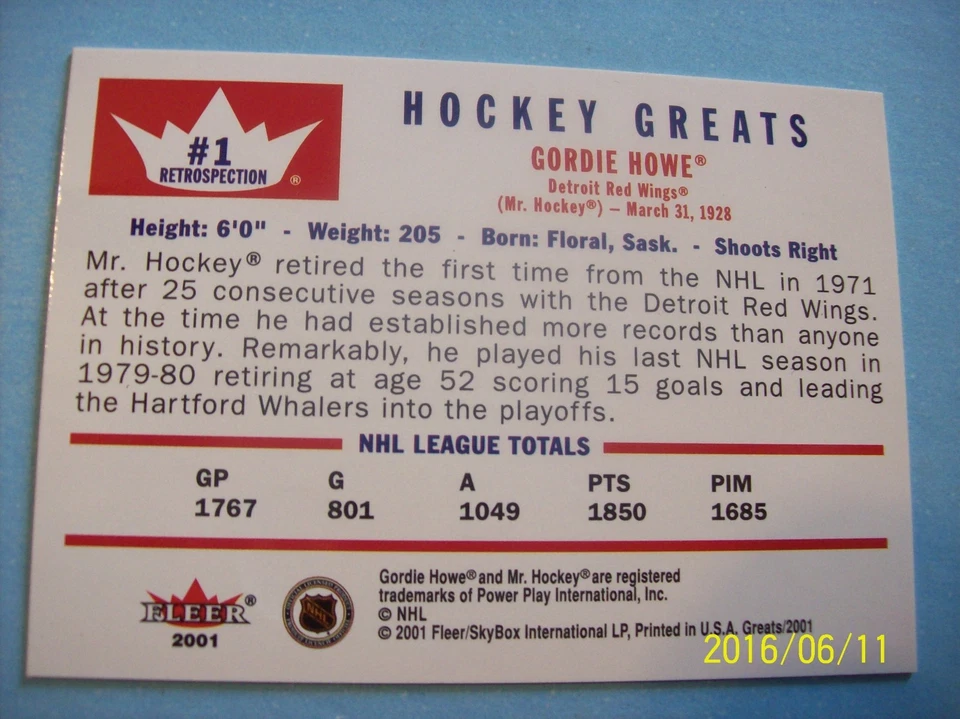 #1
RETROSPECTION ®
HOCKEY GREATS
GORDIE HOWE®
Detroit Red Wings®
(Mr. Hockey®) – March 31, 1928
Height: 6'0" - Weight: 205 - Born: Floral, Sask. - Shoots Right
Mr. Hockey® retired the first time from the NHL in 1971
after 25 consecutive seasons with the Detroit Red Wings.
At the time he had established more records than anyone
in history. Remarkably, he played his last NHL season in
1979-80 retiring at age 52 scoring 15 goals and leading
the Hartford Whalers into the playoffs.
NHL LEAGUE TOTALS
GP G A PTS PIM
1767 801 1049 1850 1685
FLEER®
2001
NHL
Gordie Howe® and Mr. Hockey® are registered
trademarks of Power Play International, Inc.
© NHL
© 2001 Fleer/SkyBox International LP, Printed in U.S.A. Greats/2001
2016/06/11